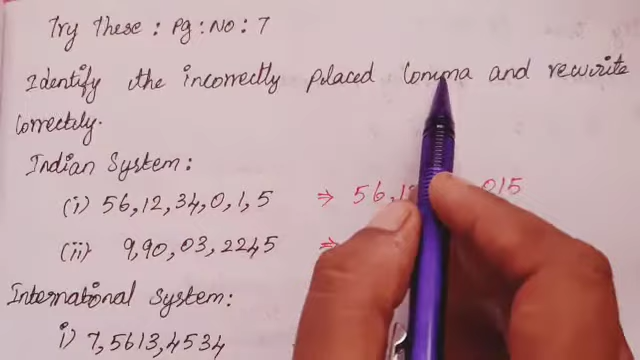 Try These : Pg : No : 7
Identify the incorrectly placed Comma and rewrite
Correctly.
Indian System :
(i) 56,12,34,0,1,5 ⇒ 56,12 015
(ii) 9,90,03,2245 ⇒
International System :
i) 7,5613,4534